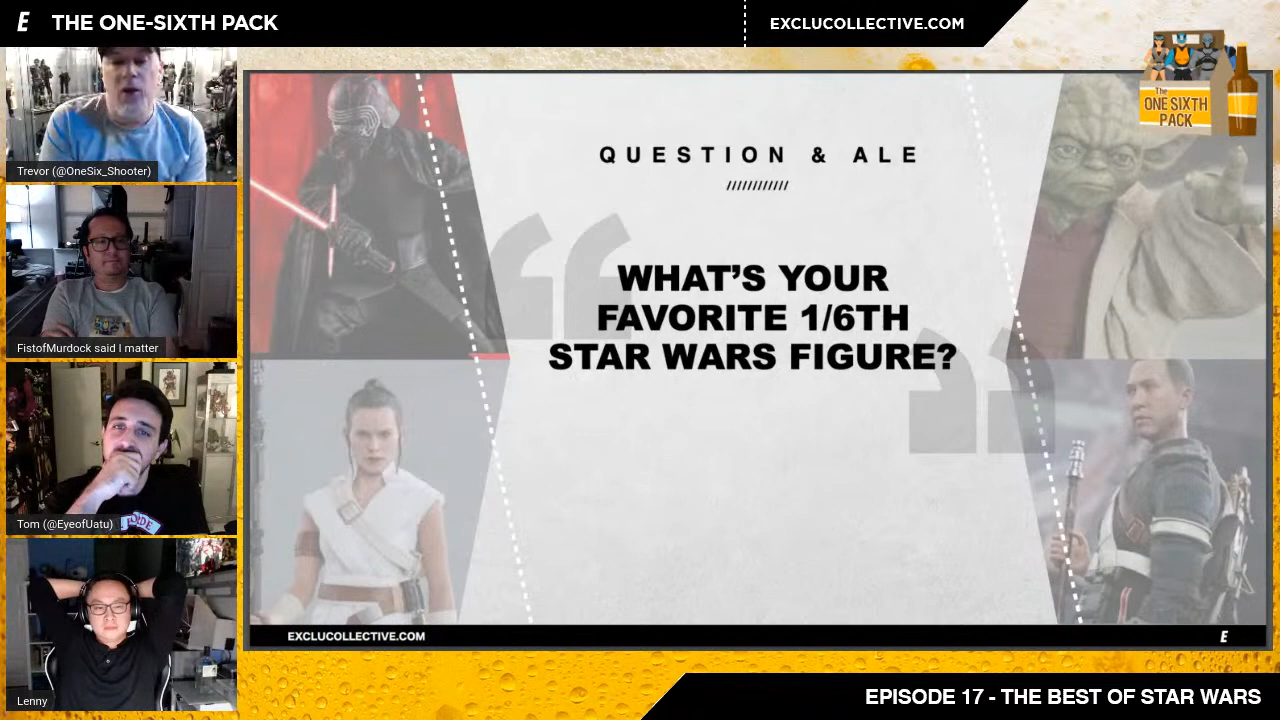 E THE ONE-SIXTH PACK
EXCLUCOLLECTIVE.COM
The
ONE SIXTH
PACK
Trevor (@OneSix_Shooter)
FistofMurdock said I matter
Tom (@EyeofUatu)
Lenny
QUESTION & ALE
////////////
“
WHAT’S YOUR
FAVORITE 1/6TH
STAR WARS FIGURE?
”
EXCLUCOLLECTIVE.COM
E
EPISODE 17 - THE BEST OF STAR WARS